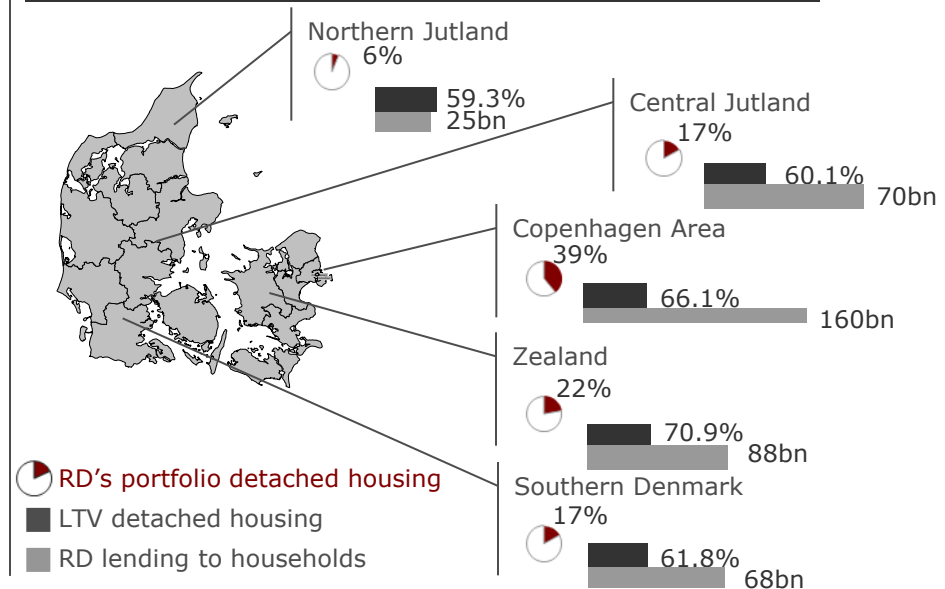 Northern Jutland
6%
59.3%
25bn
Central Jutland
17%
60.1%
70bn
Copenhagen Area
39%
66.1%
160bn
Zealand
22%
70.9%
88bn
Southern Denmark
17%
61.8%
68bn
RD's portfolio detached housing
LTV detached housing
RD lending to households